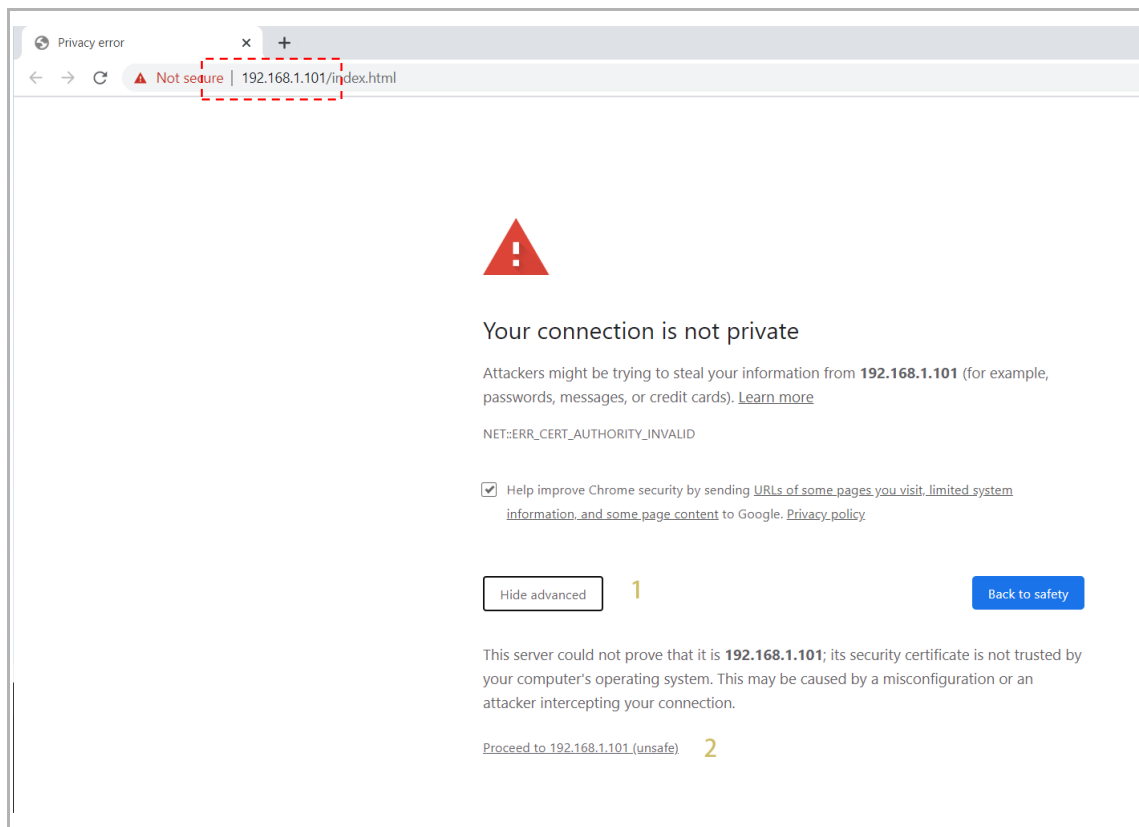 Privacy error
Not secure | 192.168.1.101/index.html
Your connection is not private
Attackers might be trying to steal your information from 192.168.1.101 (for example,
passwords, messages, or credit cards). Learn more
NET::ERR_CERT_AUTHORITY_INVALID
Help improve Chrome security by sending URLs of some pages you visit, limited system
information, and some page content to Google. Privacy policy
Hide advanced 1 Back to safety
This server could not prove that it is 192.168.1.101; its security certificate is not trusted by
your computer's operating system. This may be caused by a misconfiguration or an
attacker intercepting your connection.
Proceed to 192.168.1.101 (unsafe) 2